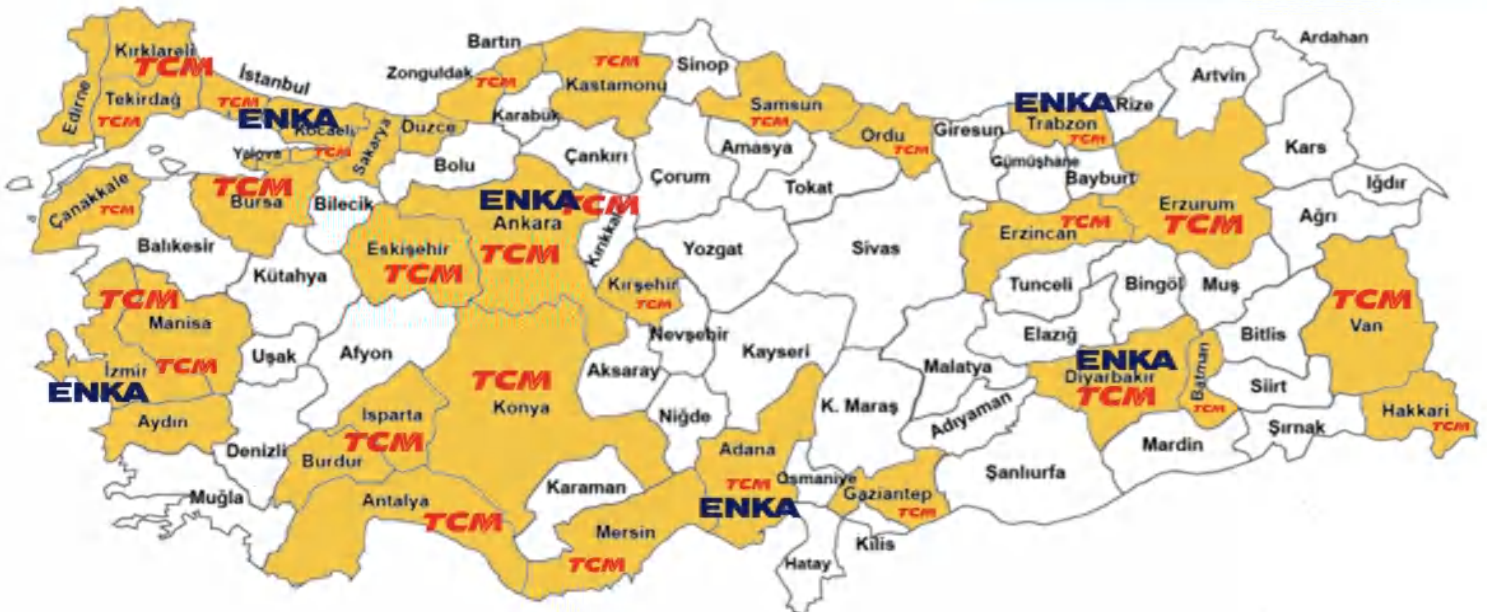 Kırklareli
TCM
Edirne
Tekirdağ
TCM
İstanbul
TCM
ENKA
Kocaeli
TCM
Yalova
Sakarya
Düzce
Zonguldak
TCM
Bartın
Karabük
Kastamonu
TCM
Sinop
Samsun
TCM
Ordu
TCM
Giresun
ENKA
Trabzon
TCM
Rize
Artvin
Ardahan
Kars
Iğdır
Ağrı
Çanakkale
TCM
Balıkesir
Bursa
TCM
Bilecik
Bolu
Çankırı
Çorum
Amasya
Tokat
Gümüşhane
Bayburt
Erzurum
TCM
Erzincan
TCM
Eskişehir
TCM
ENKA
Ankara
TCM
TCM
Kırıkkale
Yozgat
Sivas
Kırşehir
TCM
Kütahya
TCM
Manisa
TCM
İzmir
ENKA
Uşak
Afyon
Aydın
Denizli
Muğla
Isparta
TCM
Burdur
Antalya
TCM
TCM
Konya
Aksaray
Nevşehir
Kayseri
Niğde
Karaman
Mersin
TCM
Adana
TCM
ENKA
Osmaniye
Hatay
Kilis
Gaziantep
TCM
K. Maraş
Malatya
Adıyaman
Şanlıurfa
Tunceli
Elazığ
Bingöl
Muş
Bitlis
ENKA
Diyarbakır
TCM
Batman
TCM
Siirt
Mardin
Şırnak
TCM
Van
Hakkari
TCM